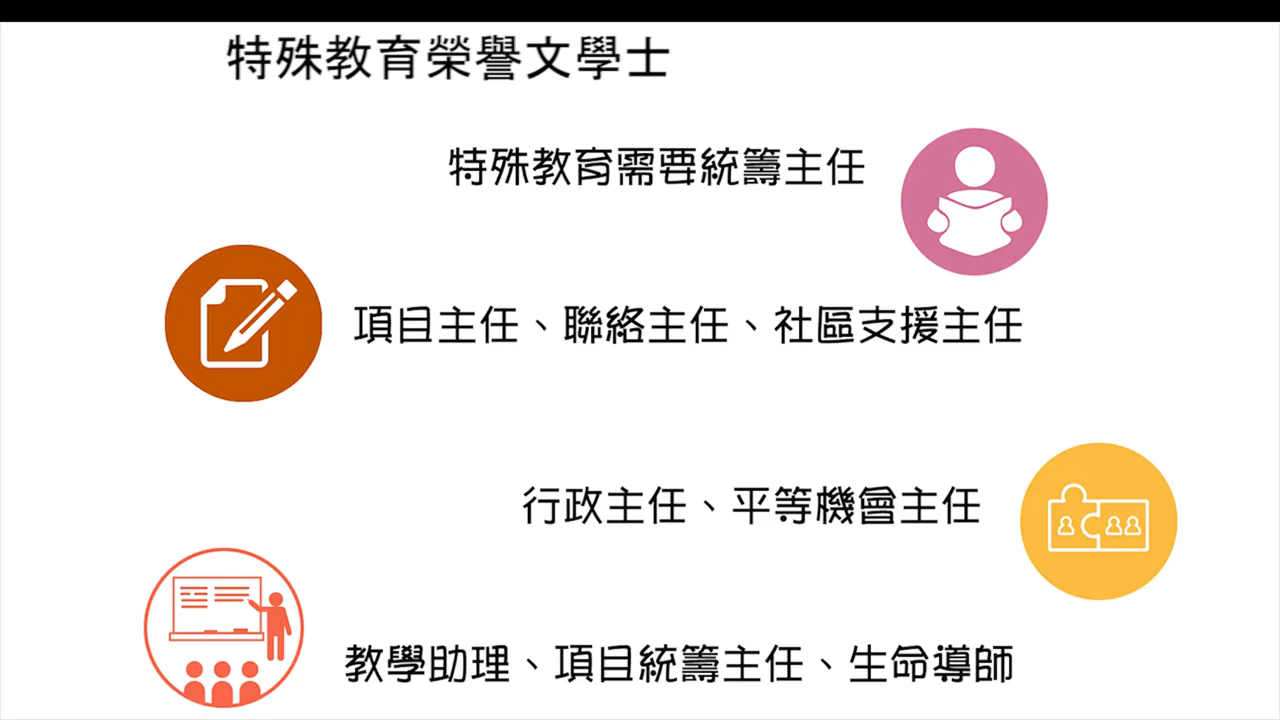 特殊教育榮譽文學士
特殊教育需要統籌主任
項目主任、聯絡主任、社區支援主任
行政主任、平等機會主任
教學助理、項目統籌主任、生命導師